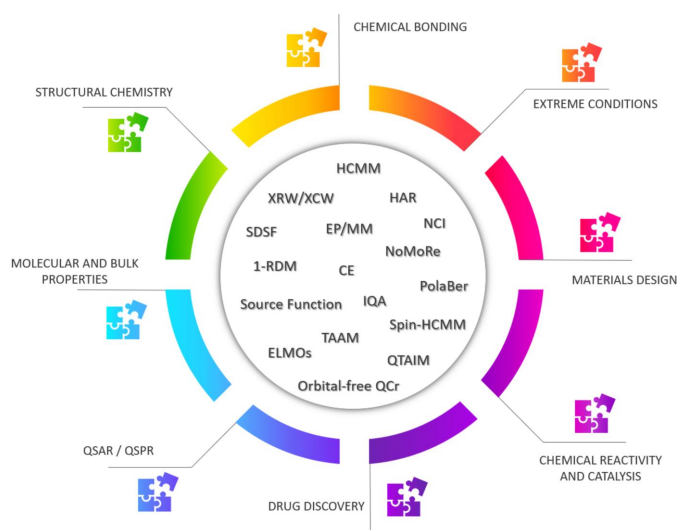 CHEMICAL BONDING
STRUCTURAL CHEMISTRY
EXTREME CONDITIONS
HCMM
XRW/XCW
HAR
SDSF
EP/MM
NCI
NoMoRe
1-RDM
CE
PolaBer
Source Function
IQA
Spin-HCMM
TAAM
ELMOs
QTAIM
Orbital-free QCr
MOLECULAR AND BULK
PROPERTIES
MATERIALS DESIGN
QSAR / QSPR
CHEMICAL REACTIVITY
AND CATALYSIS
DRUG DISCOVERY